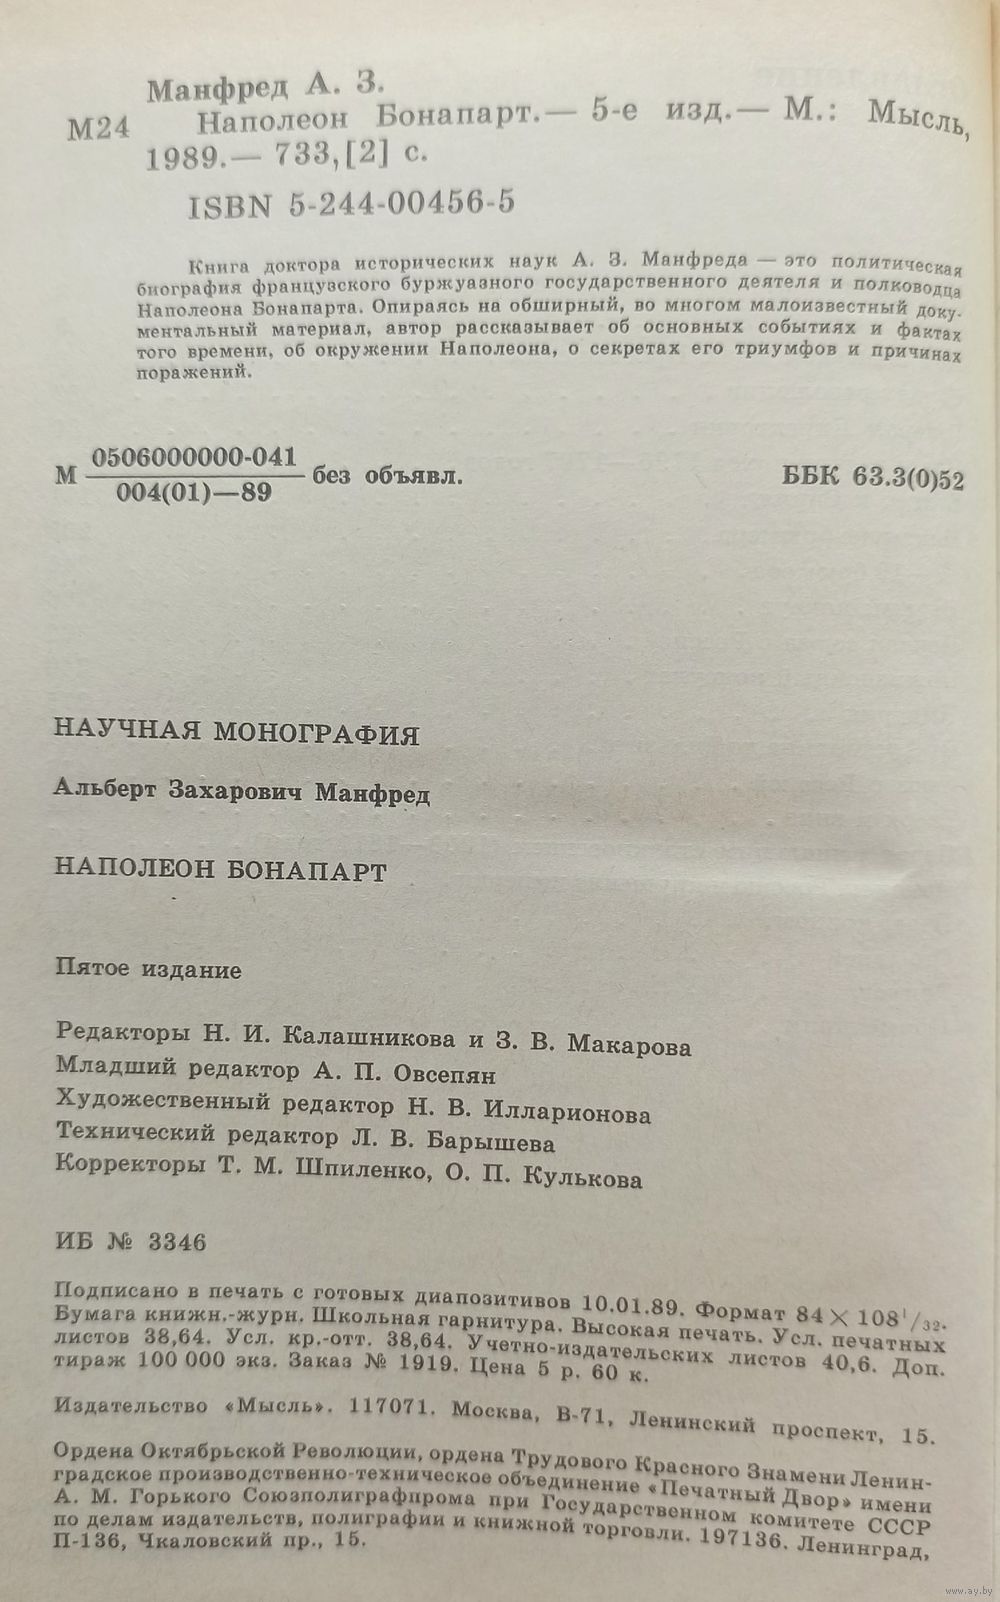 Манфред А. З.
М24 Наполеон Бонапарт.— 5-е изд.— М.: Мысль,
1989.— 733,[2] с.
ISBN 5-244-00456-5
Книга доктора исторических наук А. З. Манфреда — это политическая
биография французского буржуазного государственного деятеля и полководца
Наполеона Бонапарта. Опираясь на обширный, во многом малоизвестный доку-
ментальный материал, автор рассказывает об основных событиях и фактах
того времени, об окружении Наполеона, о секретах его триумфов и причинах
поражений.
М 0506000000-041 без объявл. ББК 63.3(0)52
004(01)—89
НАУЧНАЯ МОНОГРАФИЯ
Альберт Захарович Манфред
НАПОЛЕОН БОНАПАРТ
Пятое издание
Редакторы Н. И. Калашникова и З. В. Макарова
Младший редактор А. П. Овсепян
Художественный редактор Н. В. Илларионова
Технический редактор Л. В. Барышева
Корректоры Т. М. Шпиленко, О. П. Кулькова
ИБ № 3346
Подписано в печать с готовых диапозитивов 10.01.89. Формат 84×108¹/₃₂.
Бумага книжн.-журн. Школьная гарнитура. Высокая печать. Усл. печатных
листов 38,64. Усл. кр.-отт. 38,64. Учетно-издательских листов 40,6. Доп.
тираж 100 000 экз. Заказ № 1919. Цена 5 р. 60 к.
Издательство «Мысль». 117071. Москва, В-71, Ленинский проспект, 15.
Ордена Октябрьской Революции, ордена Трудового Красного Знамени Ленин-
градское производственно-техническое объединение «Печатный Двор» имени
А. М. Горького Союзполиграфпрома при Государственном комитете СССР
по делам издательств, полиграфии и книжной торговли. 197136. Ленинград,
П-136, Чкаловский пр., 15.
www.ay.by